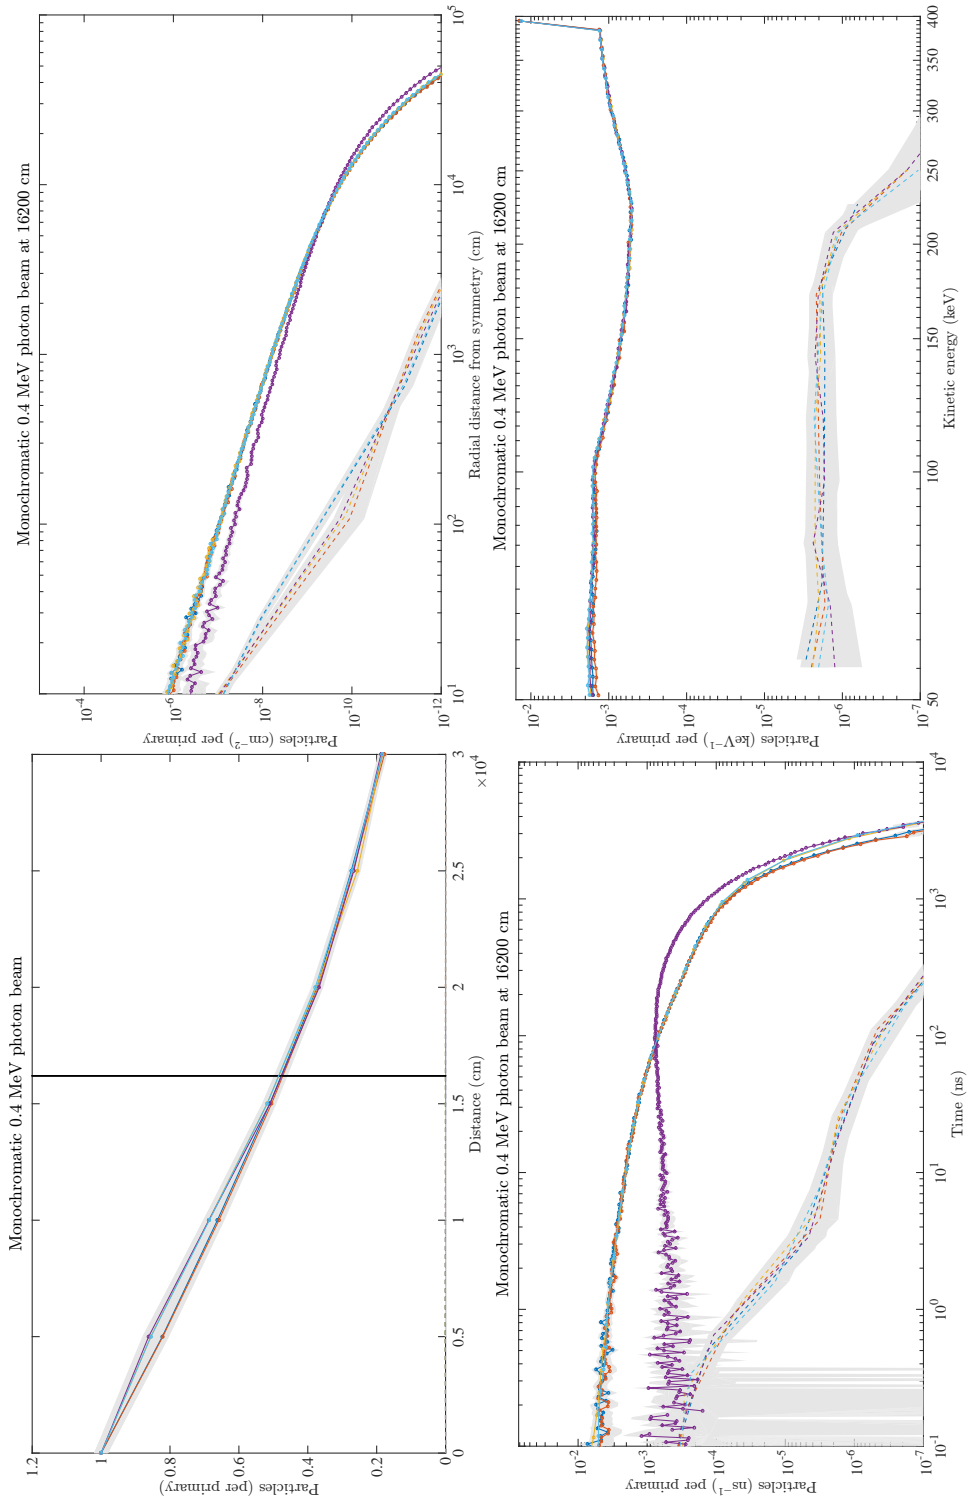 Monochromatic 0.4 MeV photon beam
Particles (per primary)
1.2
1
0.8
0.6
0.4
0.2
0
0 0.5 1 1.5 2 2.5 3
×10⁴
Distance (cm)
Monochromatic 0.4 MeV photon beam at 16200 cm
Particles (cm⁻²) per primary
10⁻⁴
10⁻⁶
10⁻⁸
10⁻¹⁰
10⁻¹²
10¹ 10² 10³ 10⁴ 10⁵
Radial distance from symmetry (cm)
Monochromatic 0.4 MeV photon beam at 16200 cm
Particles (ns⁻¹) per primary
10⁻²
10⁻³
10⁻⁴
10⁻⁵
10⁻⁶
10⁻⁷
10⁻¹ 10⁰ 10¹ 10² 10³ 10⁴
Time (ns)
Monochromatic 0.4 MeV photon beam at 16200 cm
Particles (keV⁻¹) per primary
10⁻²
10⁻³
10⁻⁴
10⁻⁵
10⁻⁶
10⁻⁷
50 100 150 200 250 300 350 400
Kinetic energy (keV)